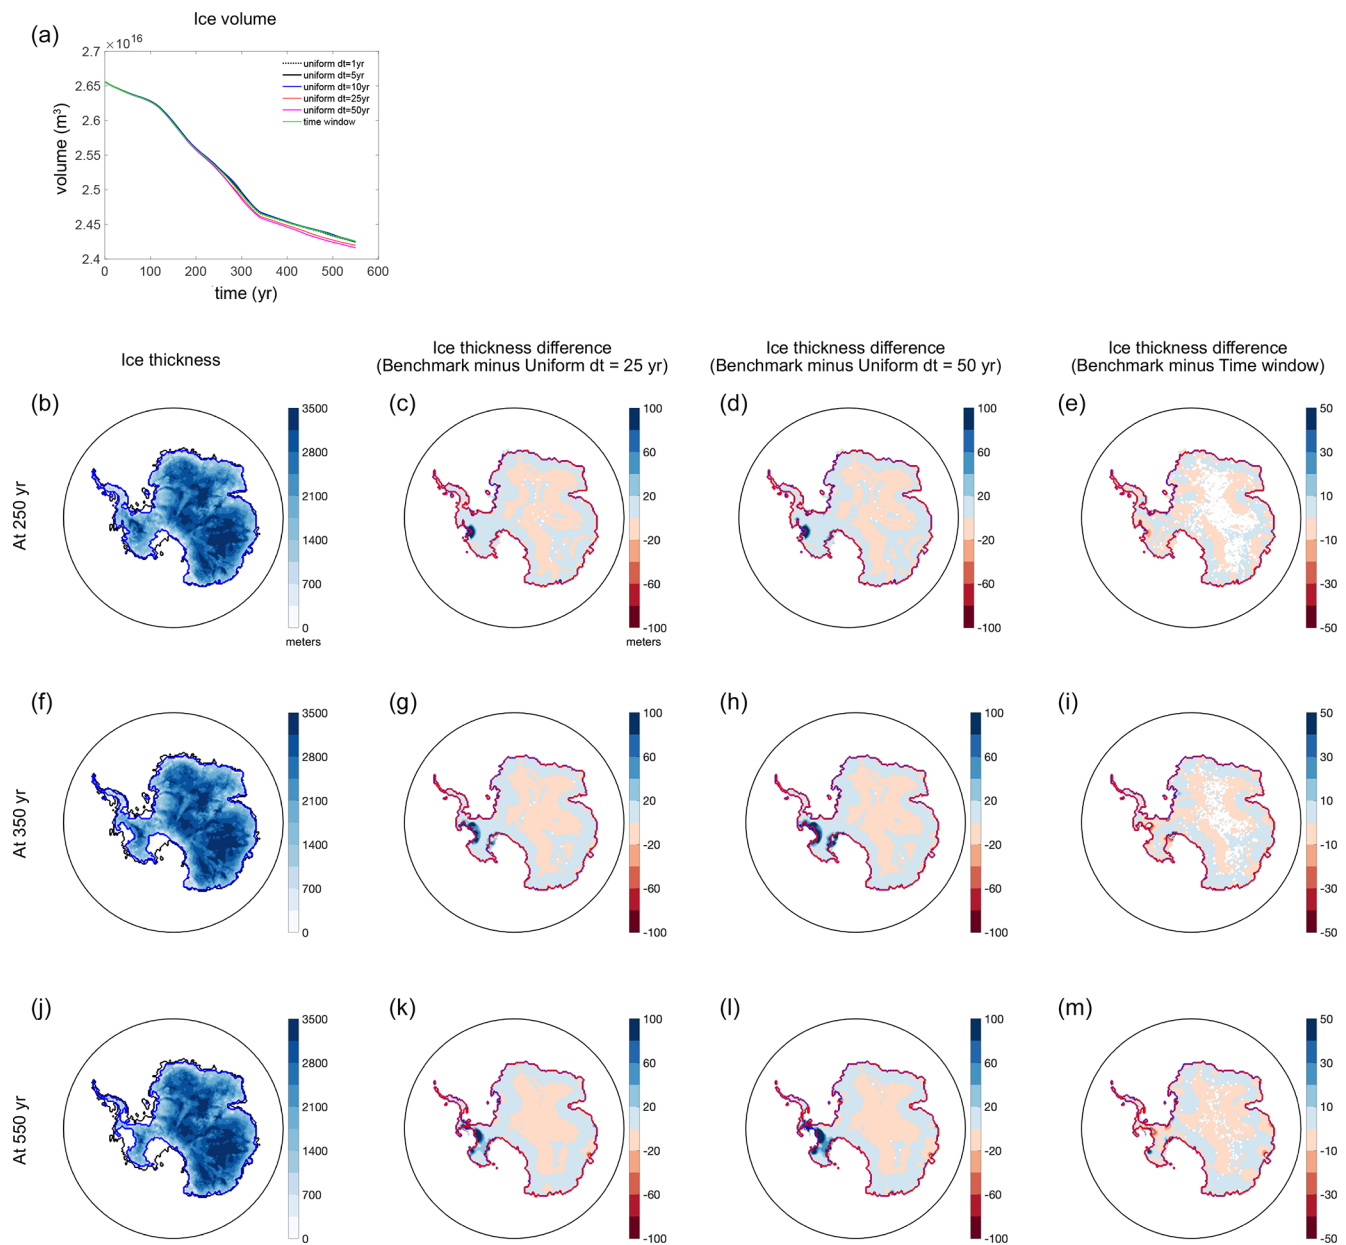 Ice volume
(a)
×10¹⁶
2.7
2.65
2.6
2.55
2.5
2.45
2.4
volume (m³)
uniform dt=1yr
uniform dt=5yr
uniform dt=10yr
uniform dt=25yr
uniform dt=50yr
time window
0 100 200 300 400 500 600
time (yr)
Ice thickness
Ice thickness difference
(Benchmark minus Uniform dt = 25 yr)
Ice thickness difference
(Benchmark minus Uniform dt = 50 yr)
Ice thickness difference
(Benchmark minus Time window)
At 250 yr
(b)
3500
2800
2100
1400
700
0
meters
(c)
100
60
20
-20
-60
-100
meters
(d)
100
60
20
-20
-60
-100
(e)
50
30
10
-10
-30
-50
At 350 yr
(f)
3500
2800
2100
1400
700
0
(g)
100
60
20
-20
-60
-100
(h)
100
60
20
-20
-60
-100
(i)
50
30
10
-10
-30
-50
At 550 yr
(j)
3500
2800
2100
1400
700
0
(k)
100
60
20
-20
-60
-100
(l)
100
60
20
-20
-60
-100
(m)
50
30
10
-10
-30
-50